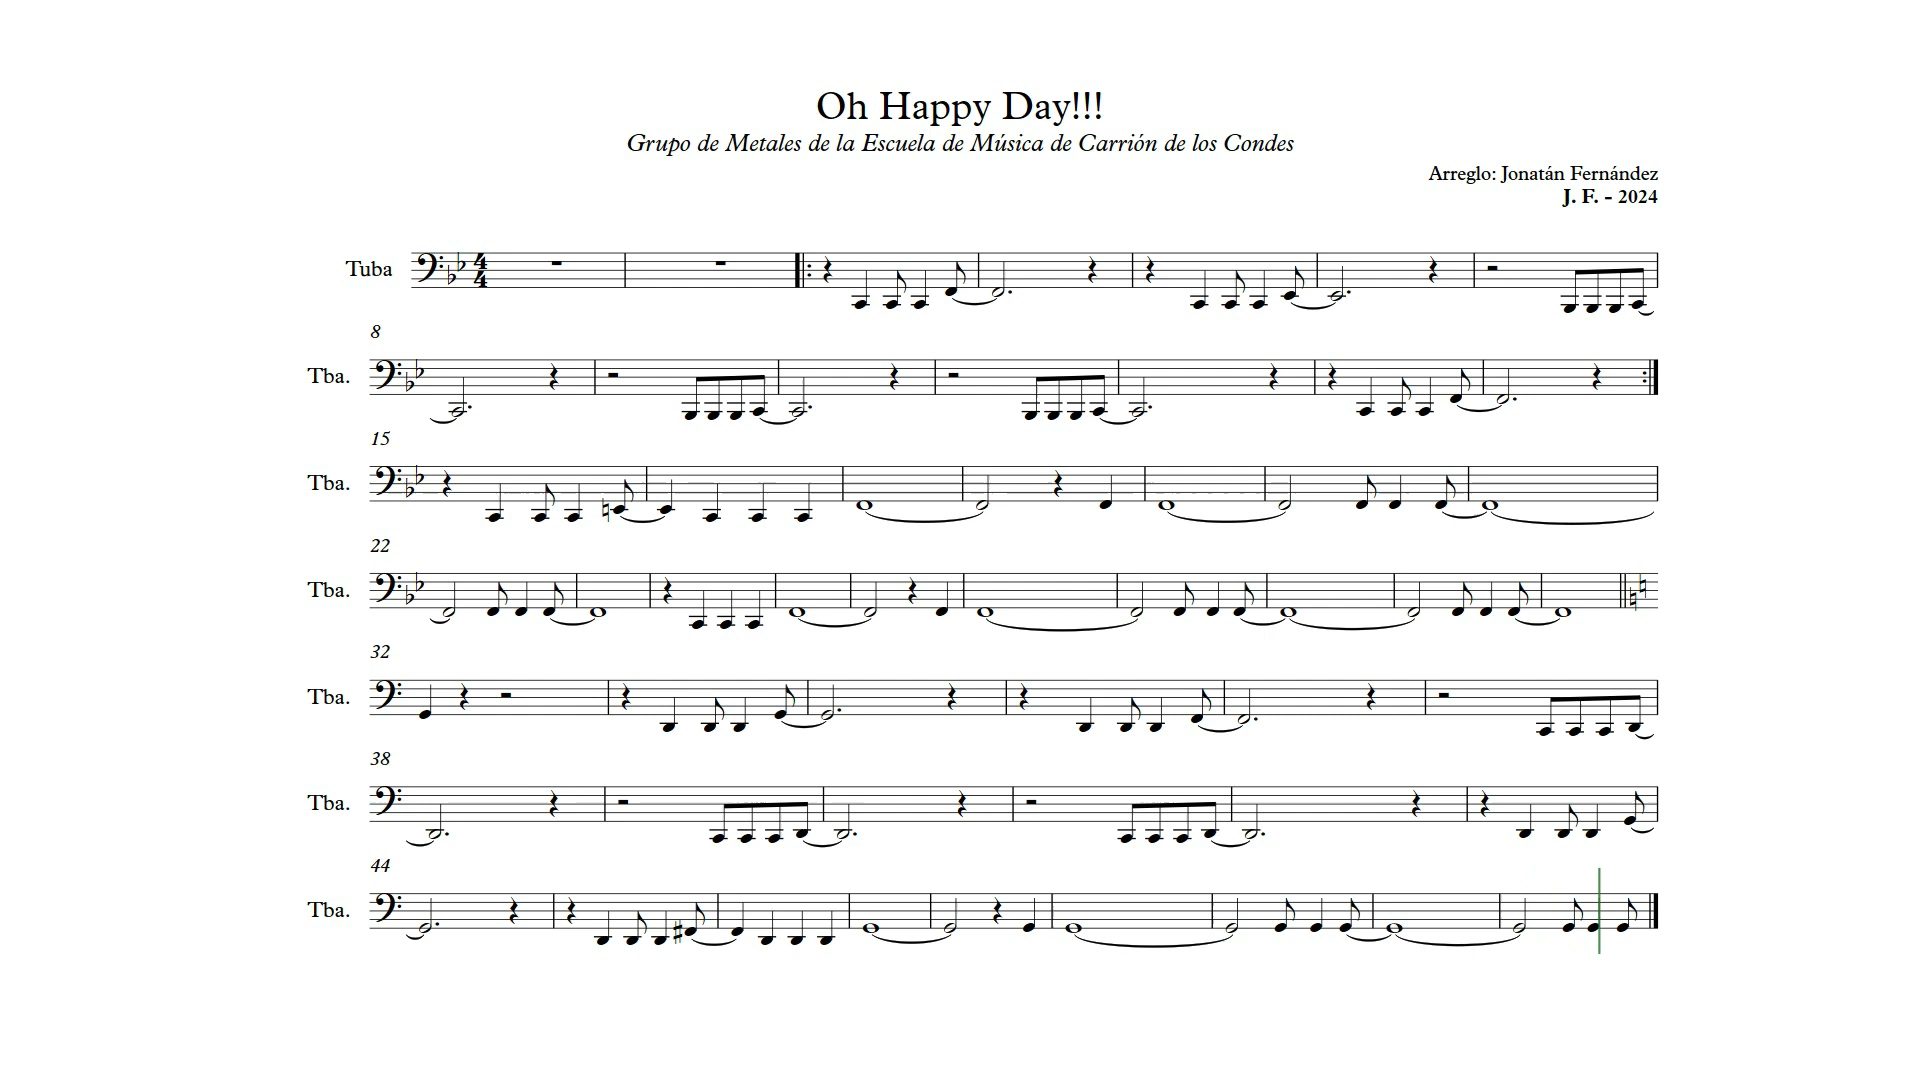 Oh Happy Day!!!
Grupo de Metales de la Escuela de Música de Carrión de los Condes
Arreglo: Jonatán Fernández
J. F. - 2024
Tuba
8
Tba.
15
Tba.
22
Tba.
32
Tba.
38
Tba.
44
Tba.